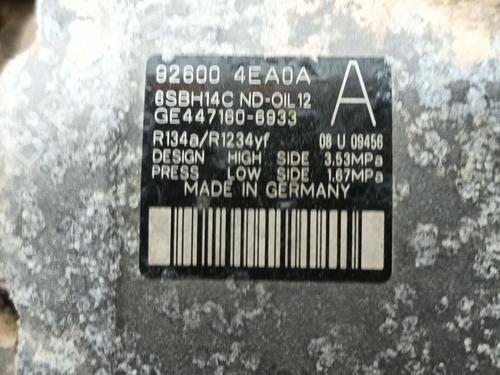 92600 4EA0A A
6SBH14C ND-OIL12
GE447160-6933
R134a/R1234yf 08 U 09456
DESIGN HIGH SIDE 3.53MPa
PRESS LOW SIDE 1.67MPa
MADE IN GERMANY